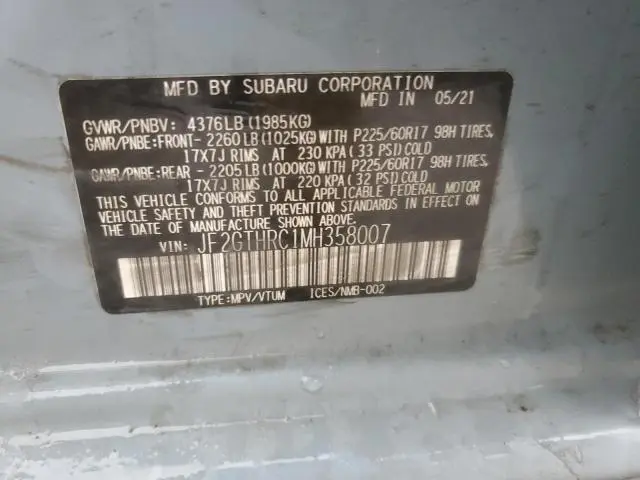 MFD BY SUBARU CORPORATION
MFD IN 05/21
GVWR/PNBV: 4376LB(1985KG)
GAWR/PNBE:FRONT- 2260LB(1025KG)WITH P225/60R17 98H TIRES,
17X7J RIMS AT 230 KPA(33 PSI)COLD
GAWR/PNBE:REAR - 2205LB(1000KG)WITH P225/60R17 98H TIRES,
17X7J RIMS AT 220 KPA(32 PSI)COLD
THIS VEHICLE CONFORMS TO ALL APPLICABLE FEDERAL MOTOR
VEHICLE SAFETY AND THEFT PREVENTION STANDARDS IN EFFECT ON
THE DATE OF MANUFACTURE SHOWN ABOVE.
VIN: JF2GTHRC1MH358007
TYPE:MPV/VTUM ICES/NMB-002